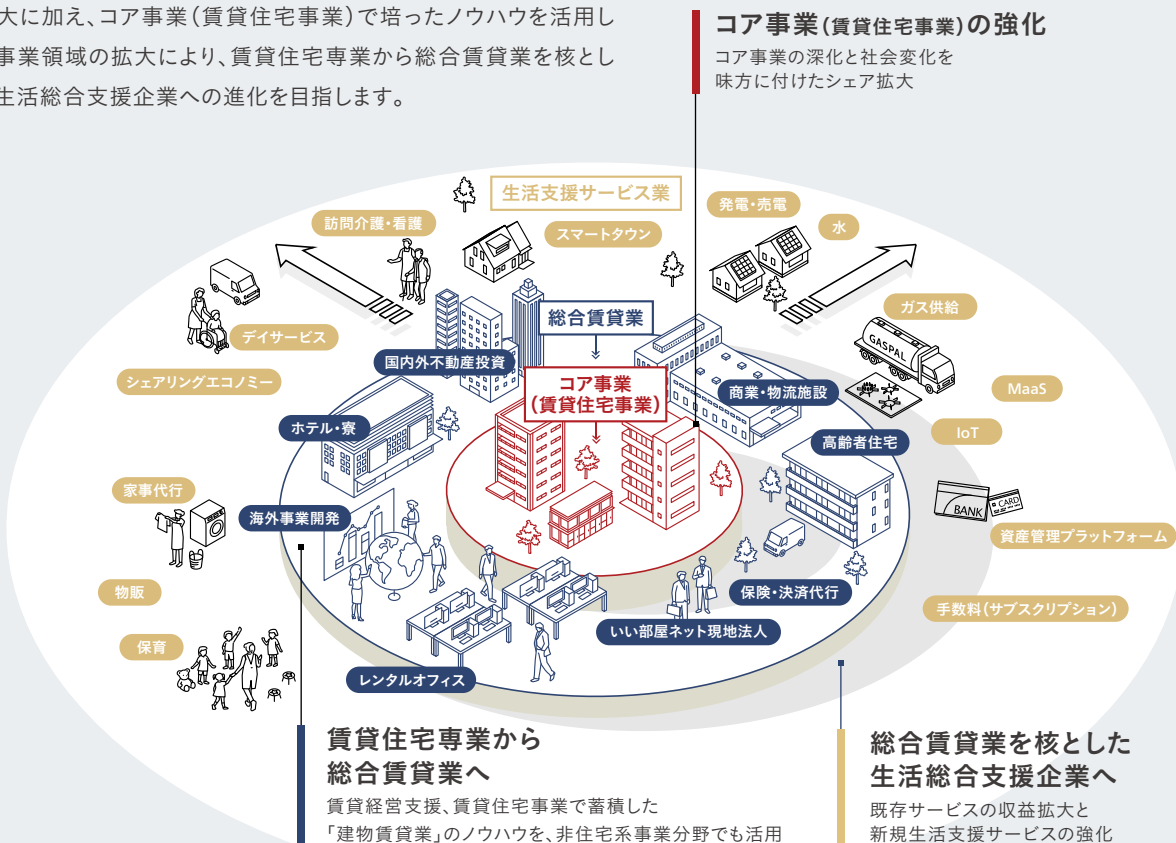 大に加え、コア事業(賃貸住宅事業)で培ったノウハウを活用し
事業領域の拡大により、賃貸住宅専業から総合賃貸業を核とし
生活総合支援企業への進化を目指します。
コア事業(賃貸住宅事業)の強化
コア事業の深化と社会変化を
味方に付けたシェア拡大
生活支援サービス業
発電・売電
訪問介護・看護
水
スマートタウン
ガス供給
総合賃貸業
デイサービス
GASPAL
国内外不動産投資
コア事業
(賃貸住宅事業)
シェアリングエコノミー
商業・物流施設
MaaS
ホテル・寮
IoT
高齢者住宅
家事代行
BANK
CARD
海外事業開発
資産管理プラットフォーム
物販
保険・決済代行
手数料(サブスクリプション)
いい部屋ネット現地法人
保育
レンタルオフィス
賃貸住宅専業から
総合賃貸業へ
賃貸経営支援、賃貸住宅事業で蓄積した
「建物賃貸業」のノウハウを、非住宅系事業分野でも活用
総合賃貸業を核とした
生活総合支援企業へ
既存サービスの収益拡大と
新規生活支援サービスの強化